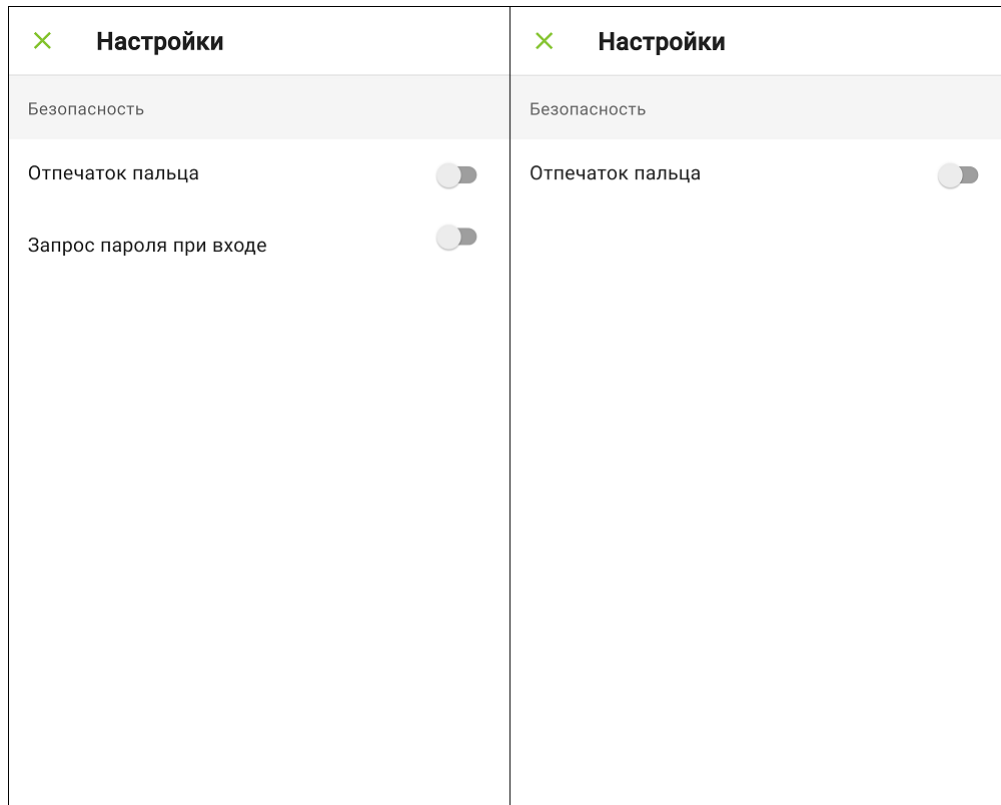 Настройки
Безопасность
Отпечаток пальца
Запрос пароля при входе
Настройки
Безопасность
Отпечаток пальца